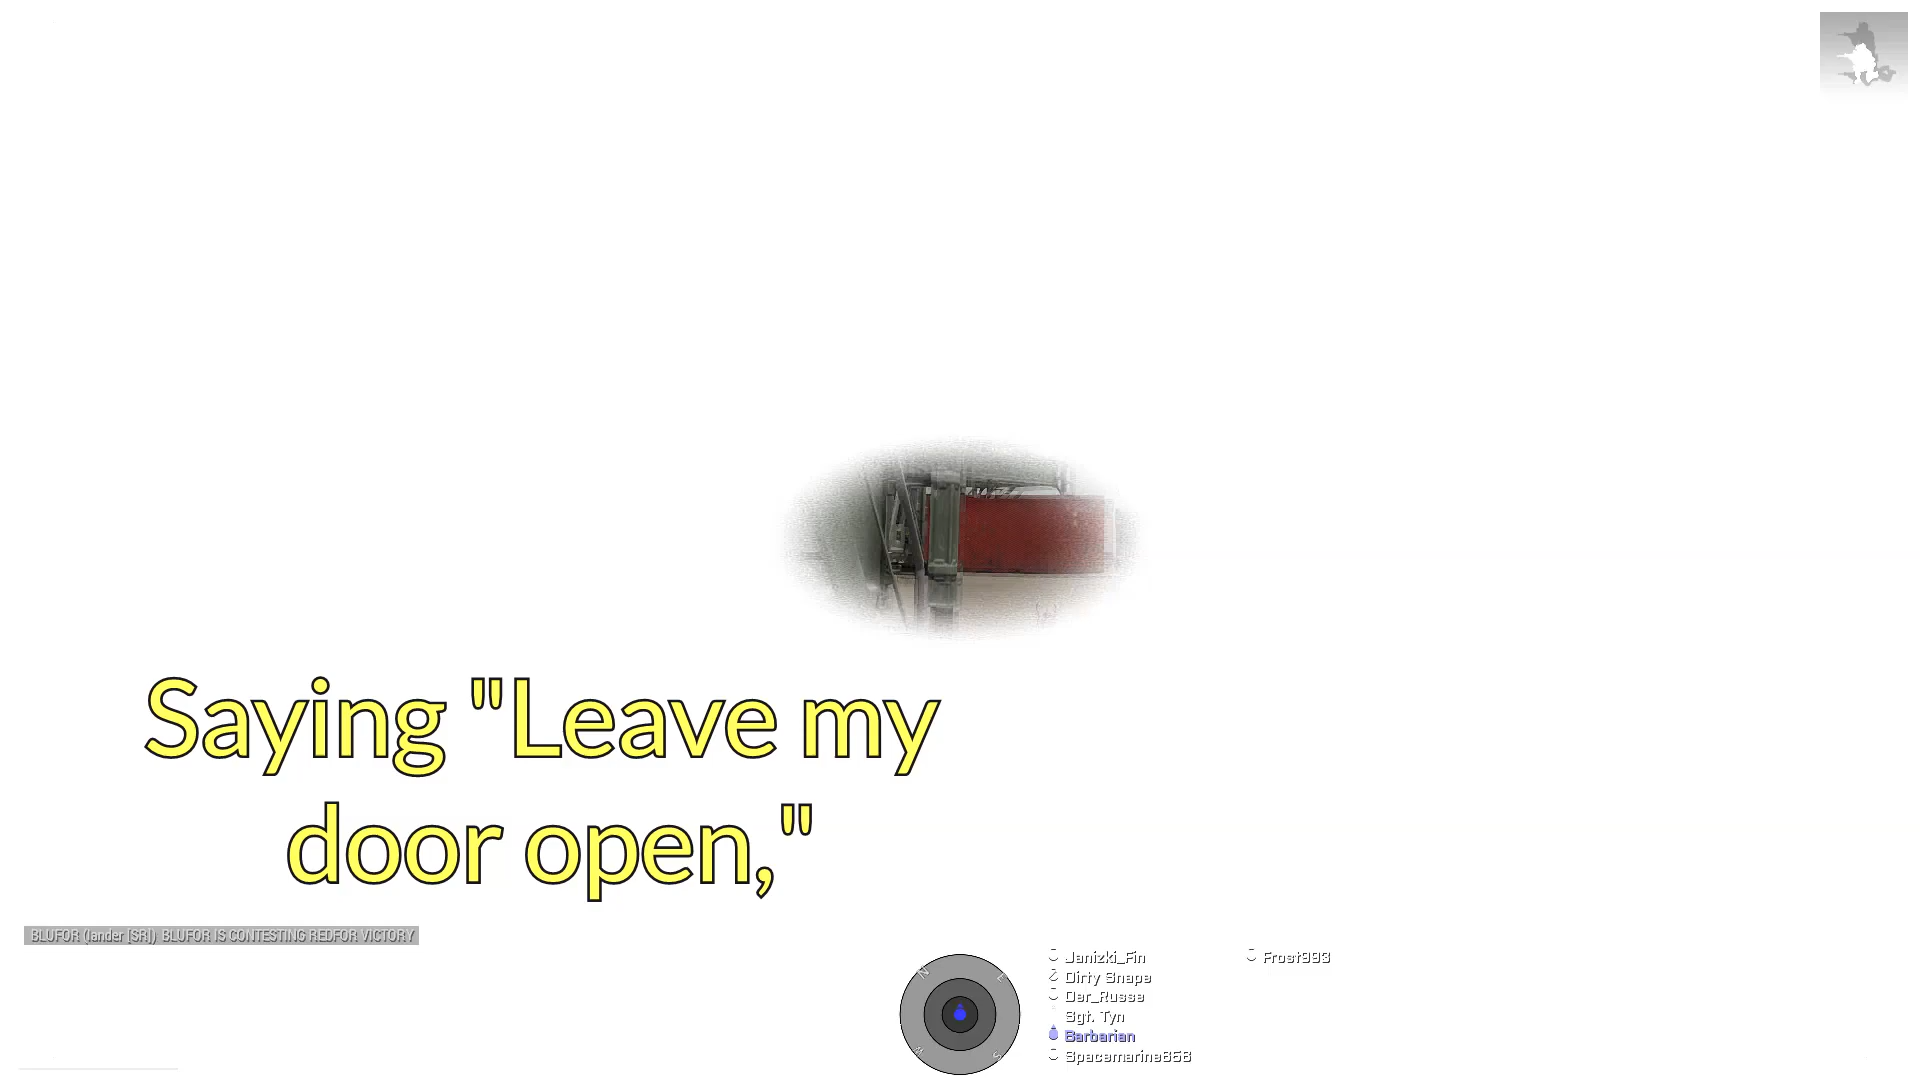 Saying "Leave my
door open,"
BLUFOR (lander [SR]) BLUFOR IS CONTESTING REDFOR VICTORY
N
E
W
S
Janizki_Fin
Frost993
Dirty Snape
Der_Russe
Sgt. Tyn
Barbarian
Spacemarine658